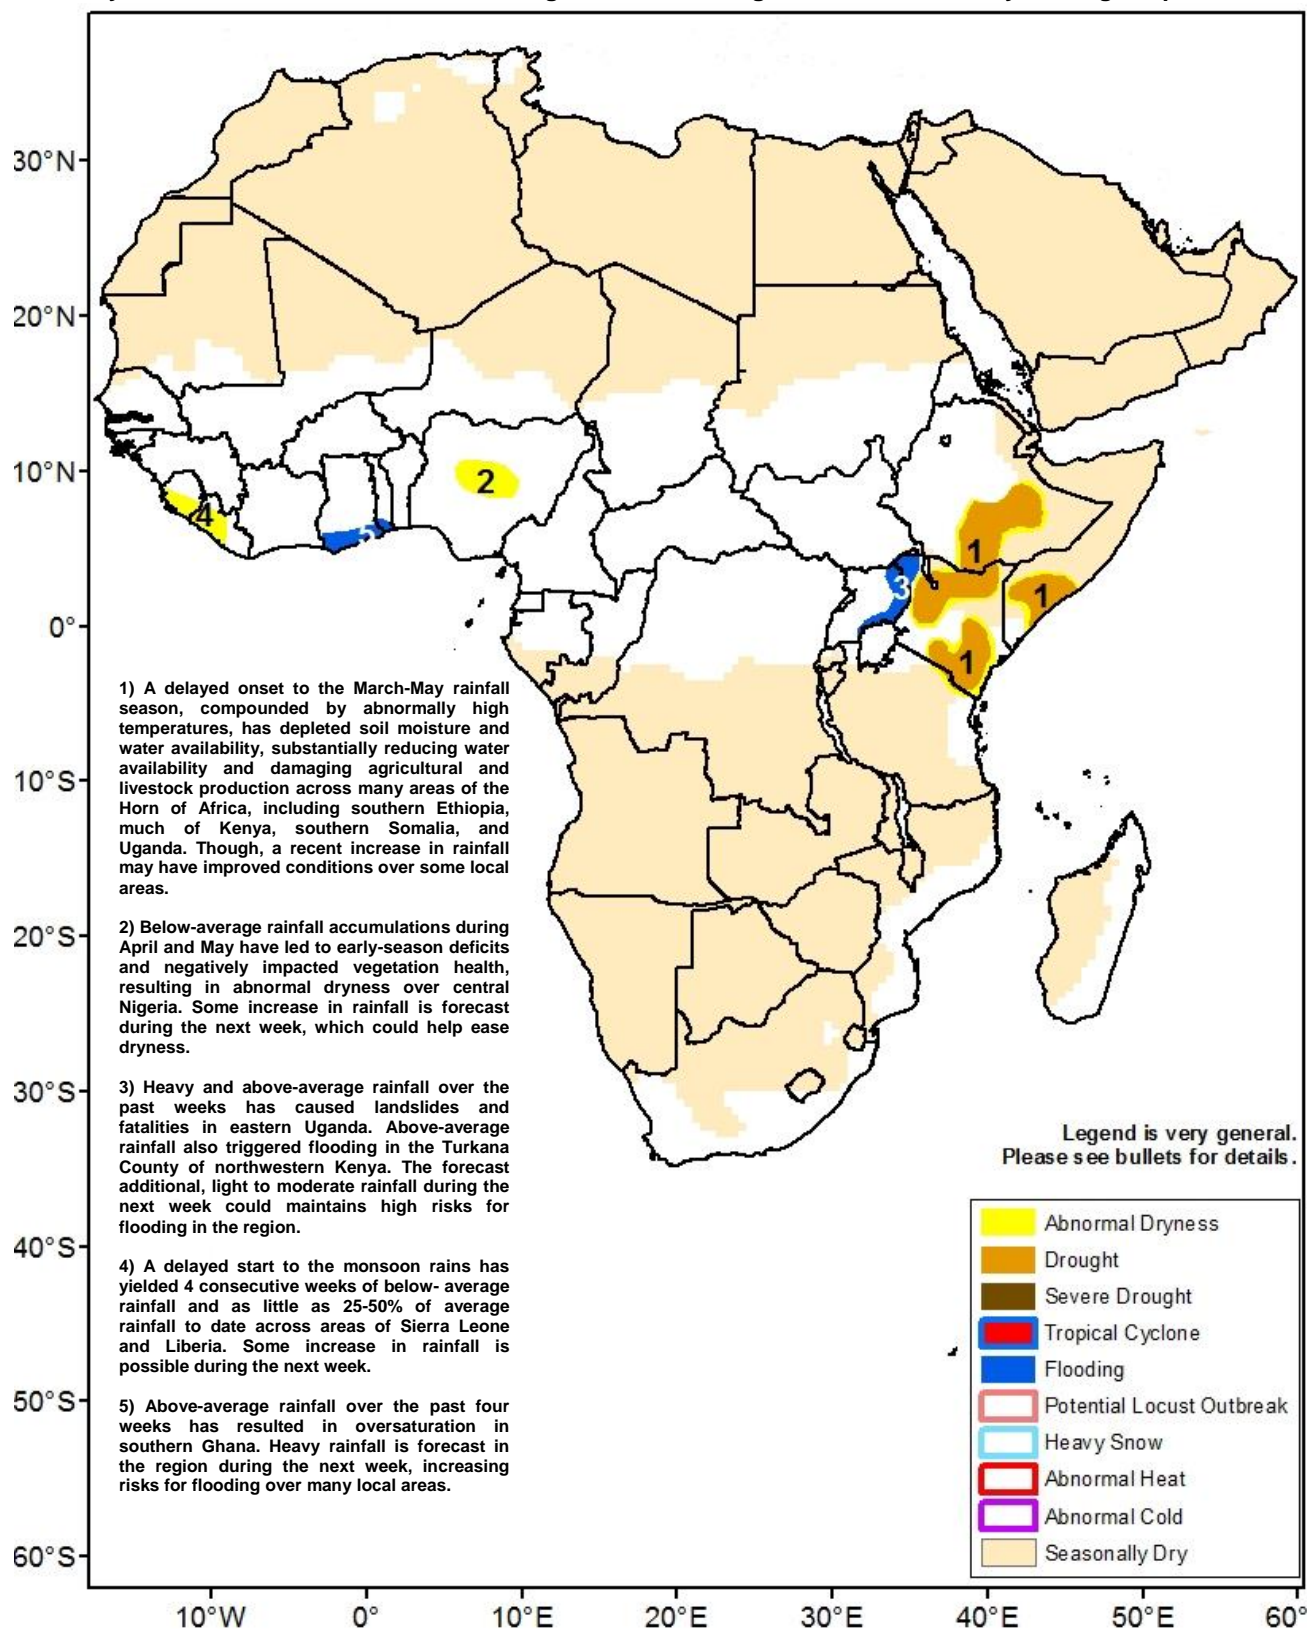 30°N
20°N
10°N
0°
10°S
20°S
30°S
40°S
50°S
60°S
2
4
5
3
1
1
1
1) A delayed onset to the March-May rainfall
season, compounded by abnormally high
temperatures, has depleted soil moisture and
water availability, substantially reducing water
availability and damaging agricultural and
livestock production across many areas of the
Horn of Africa, including southern Ethiopia,
much of Kenya, southern Somalia, and
Uganda. Though, a recent increase in rainfall
may have improved conditions over some local
areas.
2) Below-average rainfall accumulations during
April and May have led to early-season deficits
and negatively impacted vegetation health,
resulting in abnormal dryness over central
Nigeria. Some increase in rainfall is forecast
during the next week, which could help ease
dryness.
3) Heavy and above-average rainfall over the
past weeks has caused landslides and
fatalities in eastern Uganda. Above-average
rainfall also triggered flooding in the Turkana
County of northwestern Kenya. The forecast
additional, light to moderate rainfall during the
next week could maintains high risks for
flooding in the region.
4) A delayed start to the monsoon rains has
yielded 4 consecutive weeks of below- average
rainfall and as little as 25-50% of average
rainfall to date across areas of Sierra Leone
and Liberia. Some increase in rainfall is
possible during the next week.
5) Above-average rainfall over the past four
weeks has resulted in oversaturation in
southern Ghana. Heavy rainfall is forecast in
the region during the next week, increasing
risks for flooding over many local areas.
Legend is very general.
Please see bullets for details.
Abnormal Dryness
Drought
Severe Drought
Tropical Cyclone
Flooding
Potential Locust Outbreak
Heavy Snow
Abnormal Heat
Abnormal Cold
Seasonally Dry
10°W 0° 10°E 20°E 30°E 40°E 50°E 60°